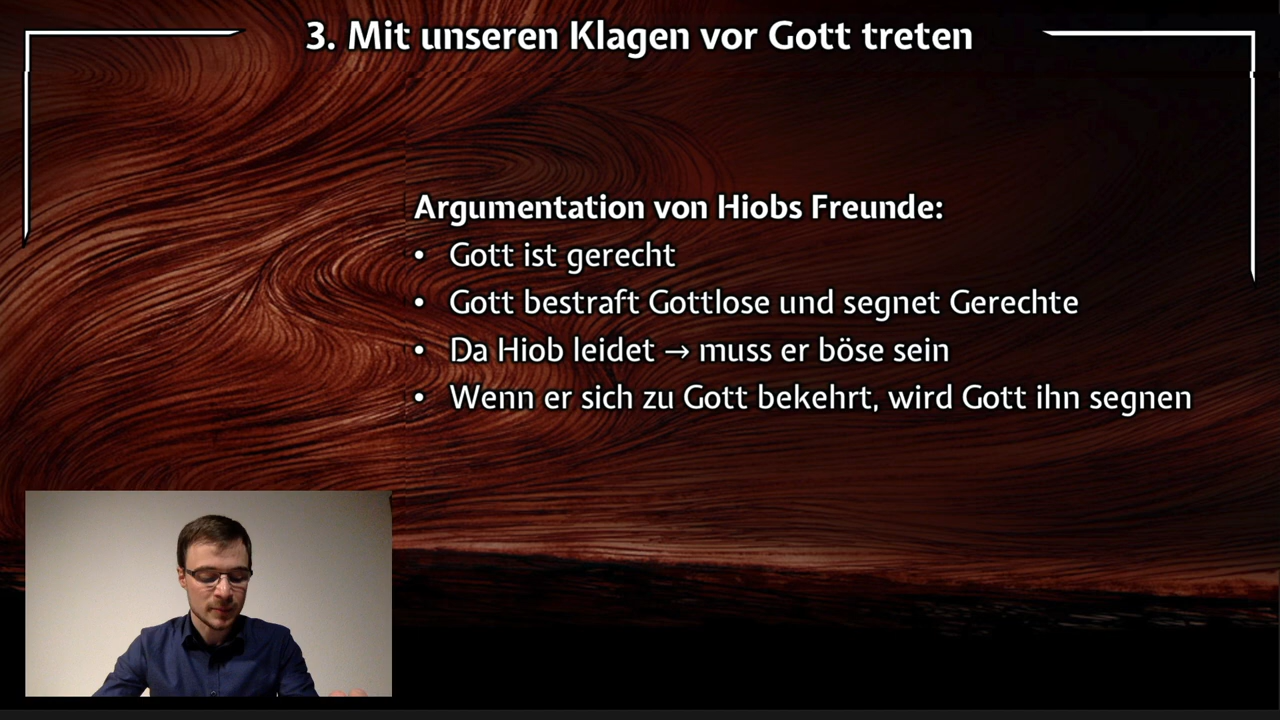 3. Mit unseren Klagen vor Gott treten
Argumentation von Hiobs Freunde:
• Gott ist gerecht
• Gott bestraft Gottlose und segnet Gerechte
• Da Hiob leidet → muss er böse sein
• Wenn er sich zu Gott bekehrt, wird Gott ihn segnen